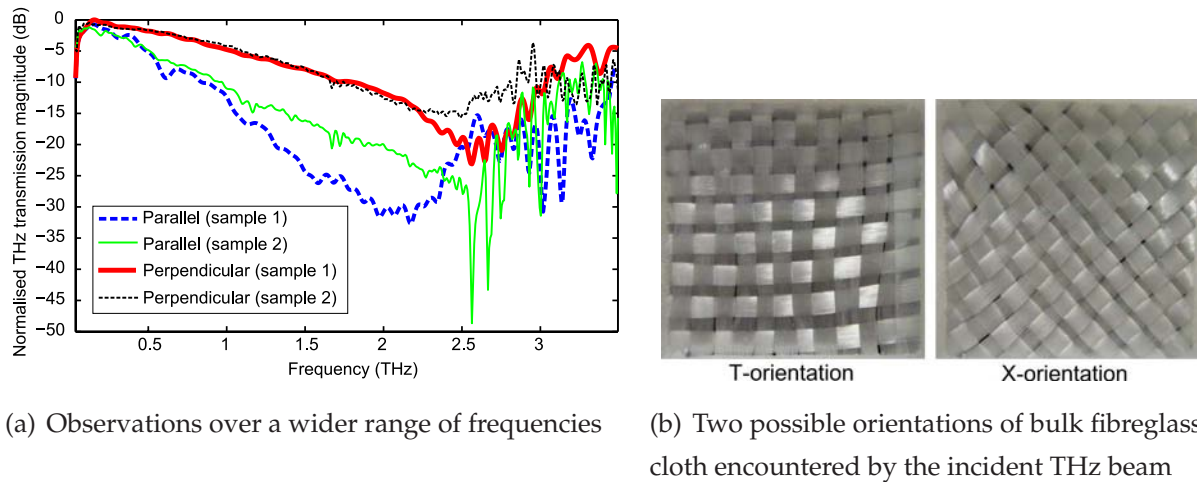 Normalised THz transmission magnitude (dB)
0
−5
−10
−15
−20
−25
−30
−35
−40
−45
−50
Parallel (sample 1)
Parallel (sample 2)
Perpendicular (sample 1)
Perpendicular (sample 2)
0.5
1
1.5
2
2.5
3
Frequency (THz)
T-orientation
X-orientation
(a) Observations over a wider range of frequencies
(b) Two possible orientations of bulk fibreglass
cloth encountered by the incident THz beam